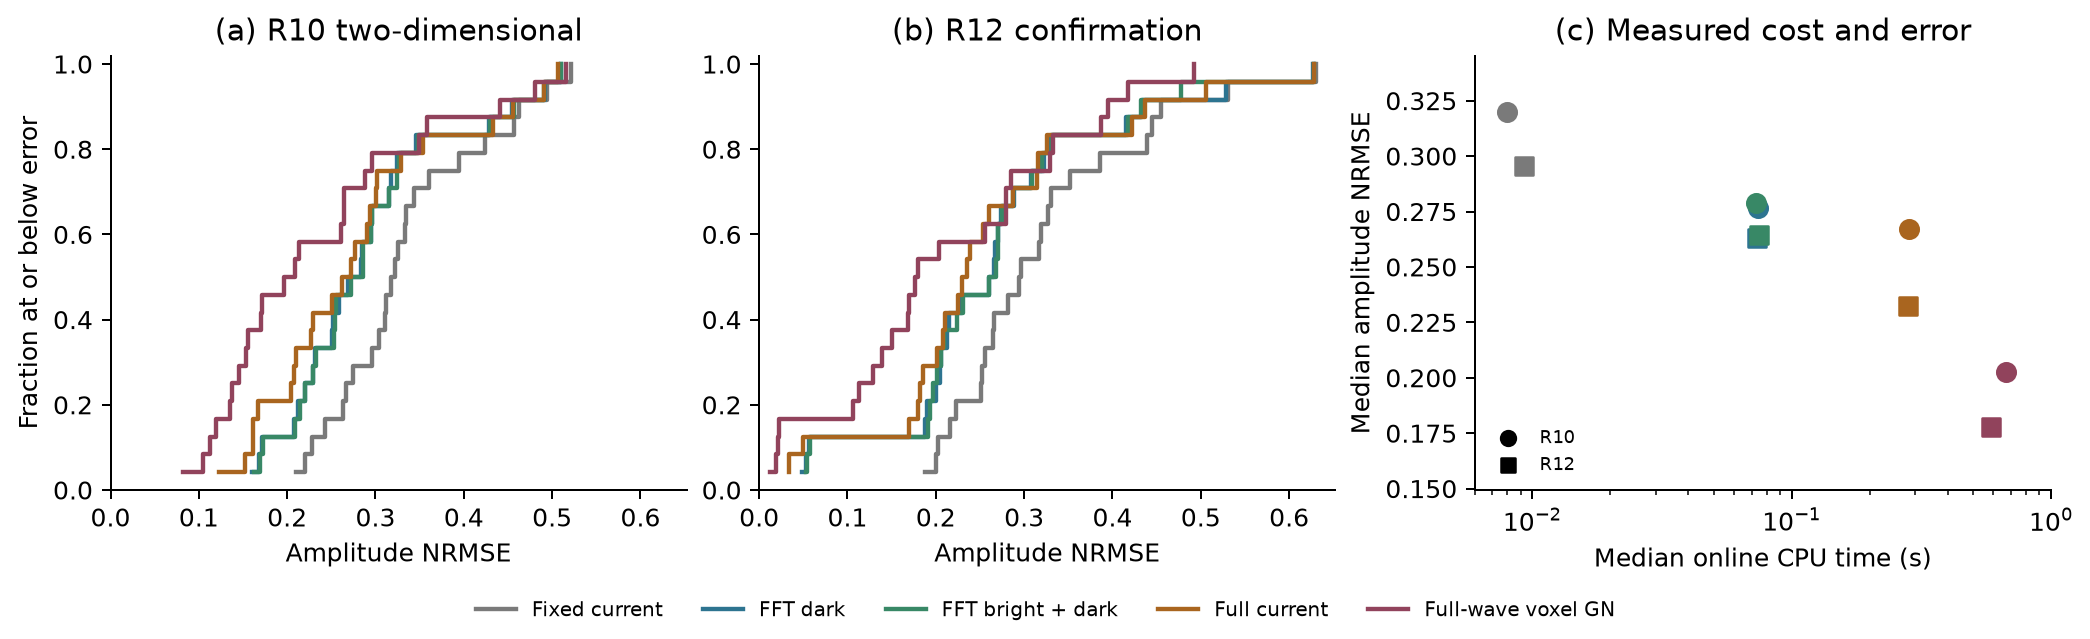 (a) R10 two-dimensional
(b) R12 confirmation
(c) Measured cost and error
Fraction at or below error
1.0
0.8
0.6
0.4
0.2
0.0
0.0 0.1 0.2 0.3 0.4 0.5 0.6
Amplitude NRMSE
1.0
0.8
0.6
0.4
0.2
0.0
0.0 0.1 0.2 0.3 0.4 0.5 0.6
Amplitude NRMSE
Median amplitude NRMSE
0.325
0.300
0.275
0.250
0.225
0.200
0.175
0.150
R10
R12
10⁻² 10⁻¹ 10⁰
Median online CPU time (s)
Fixed current FFT dark FFT bright + dark Full current Full-wave voxel GN